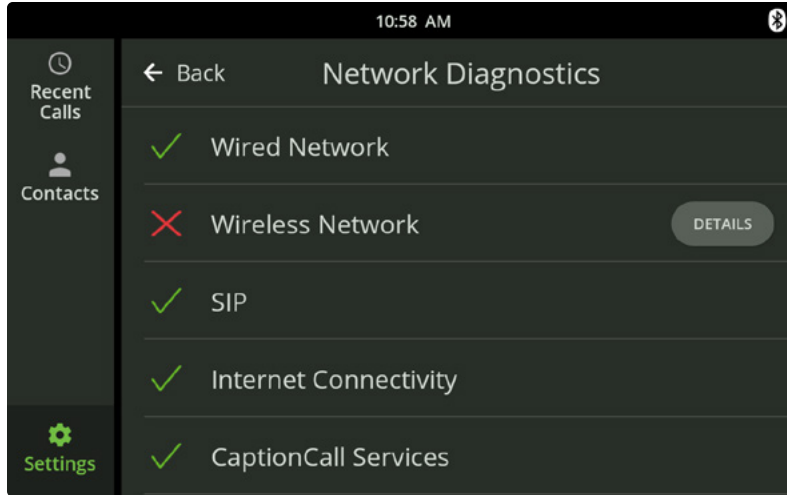 10:58 AM
Recent
Calls
Contacts
Settings
← Back
Network Diagnostics
Wired Network
Wireless Network
DETAILS
SIP
Internet Connectivity
CaptionCall Services